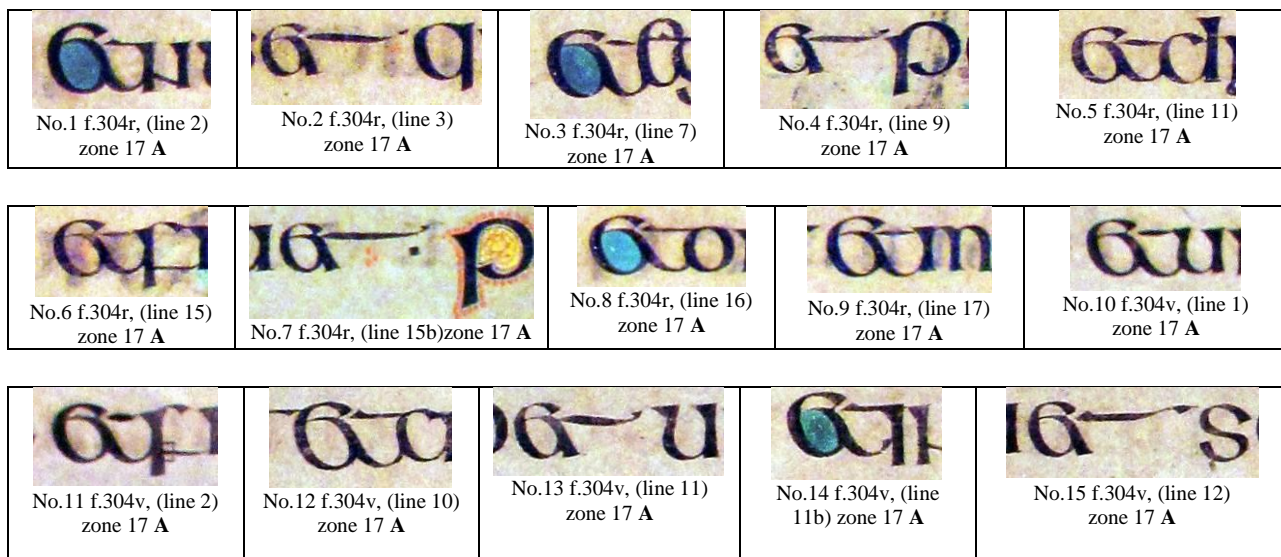 No.1 f.304r, (line 2)
zone 17 A
No.2 f.304r, (line 3)
zone 17 A
No.3 f.304r, (line 7)
zone 17 A
No.4 f.304r, (line 9)
zone 17 A
No.5 f.304r, (line 11)
zone 17 A
No.6 f.304r, (line 15)
zone 17 A
No.7 f.304r, (line 15b)zone 17 A
No.8 f.304r, (line 16)
zone 17 A
No.9 f.304r, (line 17)
zone 17 A
No.10 f.304v, (line 1)
zone 17 A
No.11 f.304v, (line 2)
zone 17 A
No.12 f.304v, (line 10)
zone 17 A
No.13 f.304v, (line 11)
zone 17 A
No.14 f.304v, (line
11b) zone 17 A
No.15 f.304v, (line 12)
zone 17 A